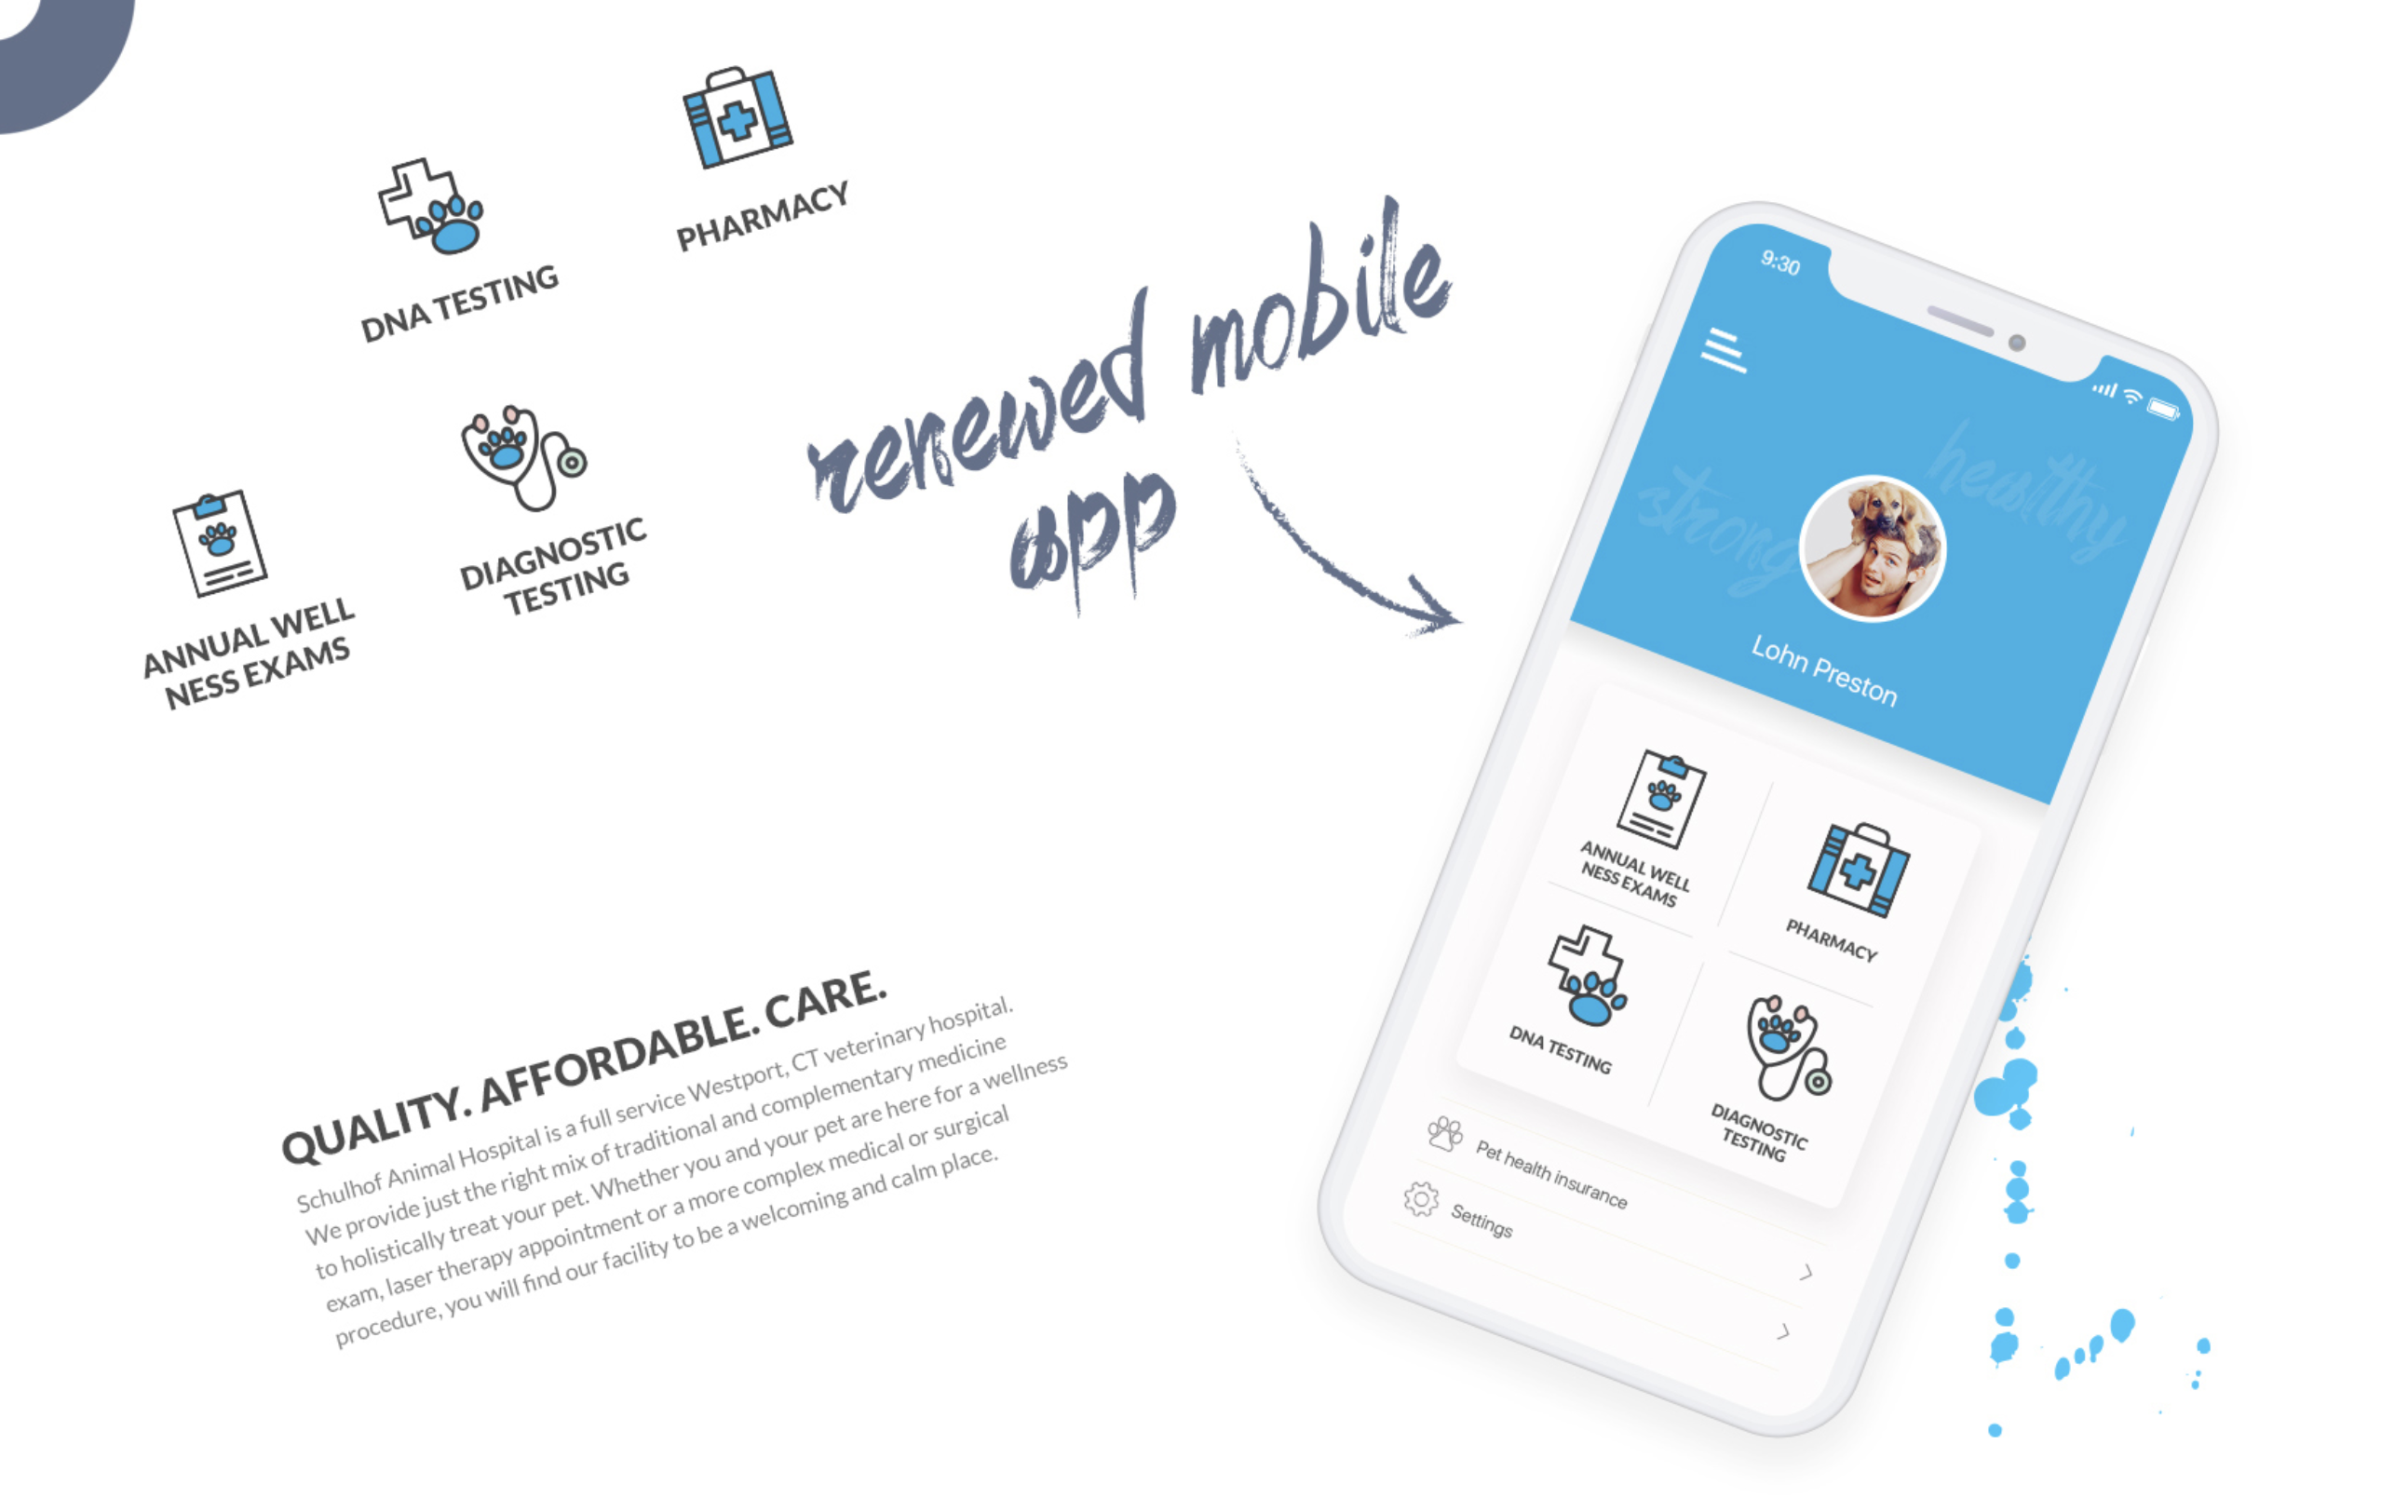 PHARMACY
DNA TESTING
DIAGNOSTIC
TESTING
ANNUAL WELL
NESS EXAMS
renewed mobile
app
QUALITY. AFFORDABLE. CARE.
Schulhof Animal Hospital is a full service Westport, CT veterinary hospital.
We provide just the right mix of traditional and complementary medicine
to holistically treat your pet. Whether you and your pet are here for a wellness
exam, laser therapy appointment or a more complex medical or surgical
procedure, you will find our facility to be a welcoming and calm place.
9:30
strong
healthy
Lohn Preston
ANNUAL WELL
NESS EXAMS
PHARMACY
DNA TESTING
DIAGNOSTIC
TESTING
Pet health insurance
Settings